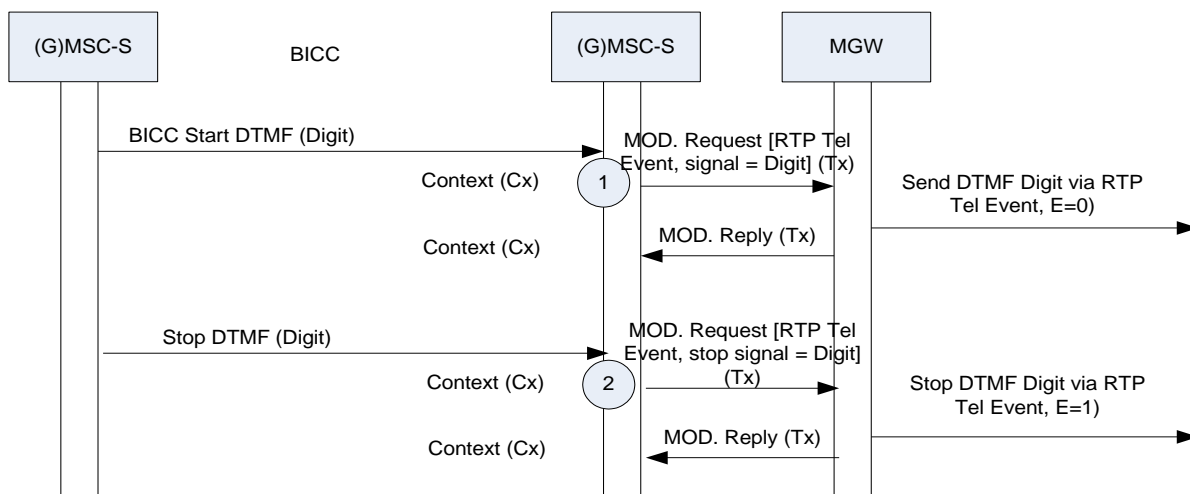 (G)MSC-S
BICC
(G)MSC-S
MGW
BICC Start DTMF (Digit)
MOD. Request [RTP Tel
Event, signal = Digit] (Tx)
Context (Cx)
1
Send DTMF Digit via RTP
Tel Event, E=0)
Context (Cx)
MOD. Reply (Tx)
Stop DTMF (Digit)
MOD. Request [RTP Tel
Event, stop signal = Digit]
(Tx)
Context (Cx)
2
Stop DTMF Digit via RTP
Tel Event, E=1)
Context (Cx)
MOD. Reply (Tx)